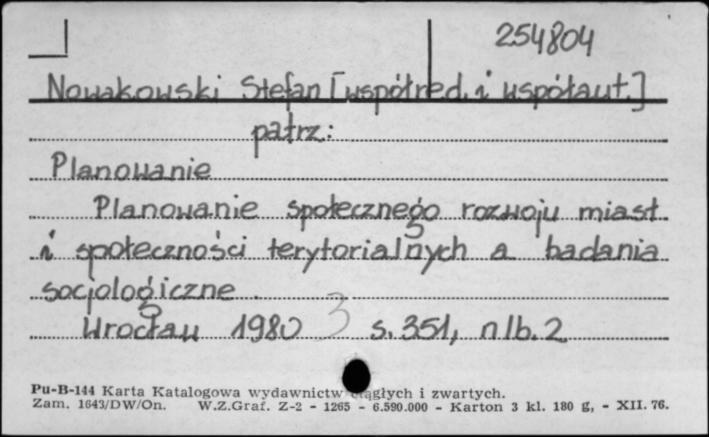 254804
Nowakowski Stefan [współred. i współaut.]
patrz:
Planowanie
Planowanie społecznego rozwoju miast
i społeczności terytorialnych a badania
socjologiczne
Wrocław 1980 3 s. 351, nlb. 2
Pu-B-144 Karta Katalogowa wydawnictw ciągłych i zwartych.
Zam. 1643/DW/On. W.Z.Graf. Z-2 - 1265 - 6.590.000 - Karton 3 kl. 180 g, - XII. 76.